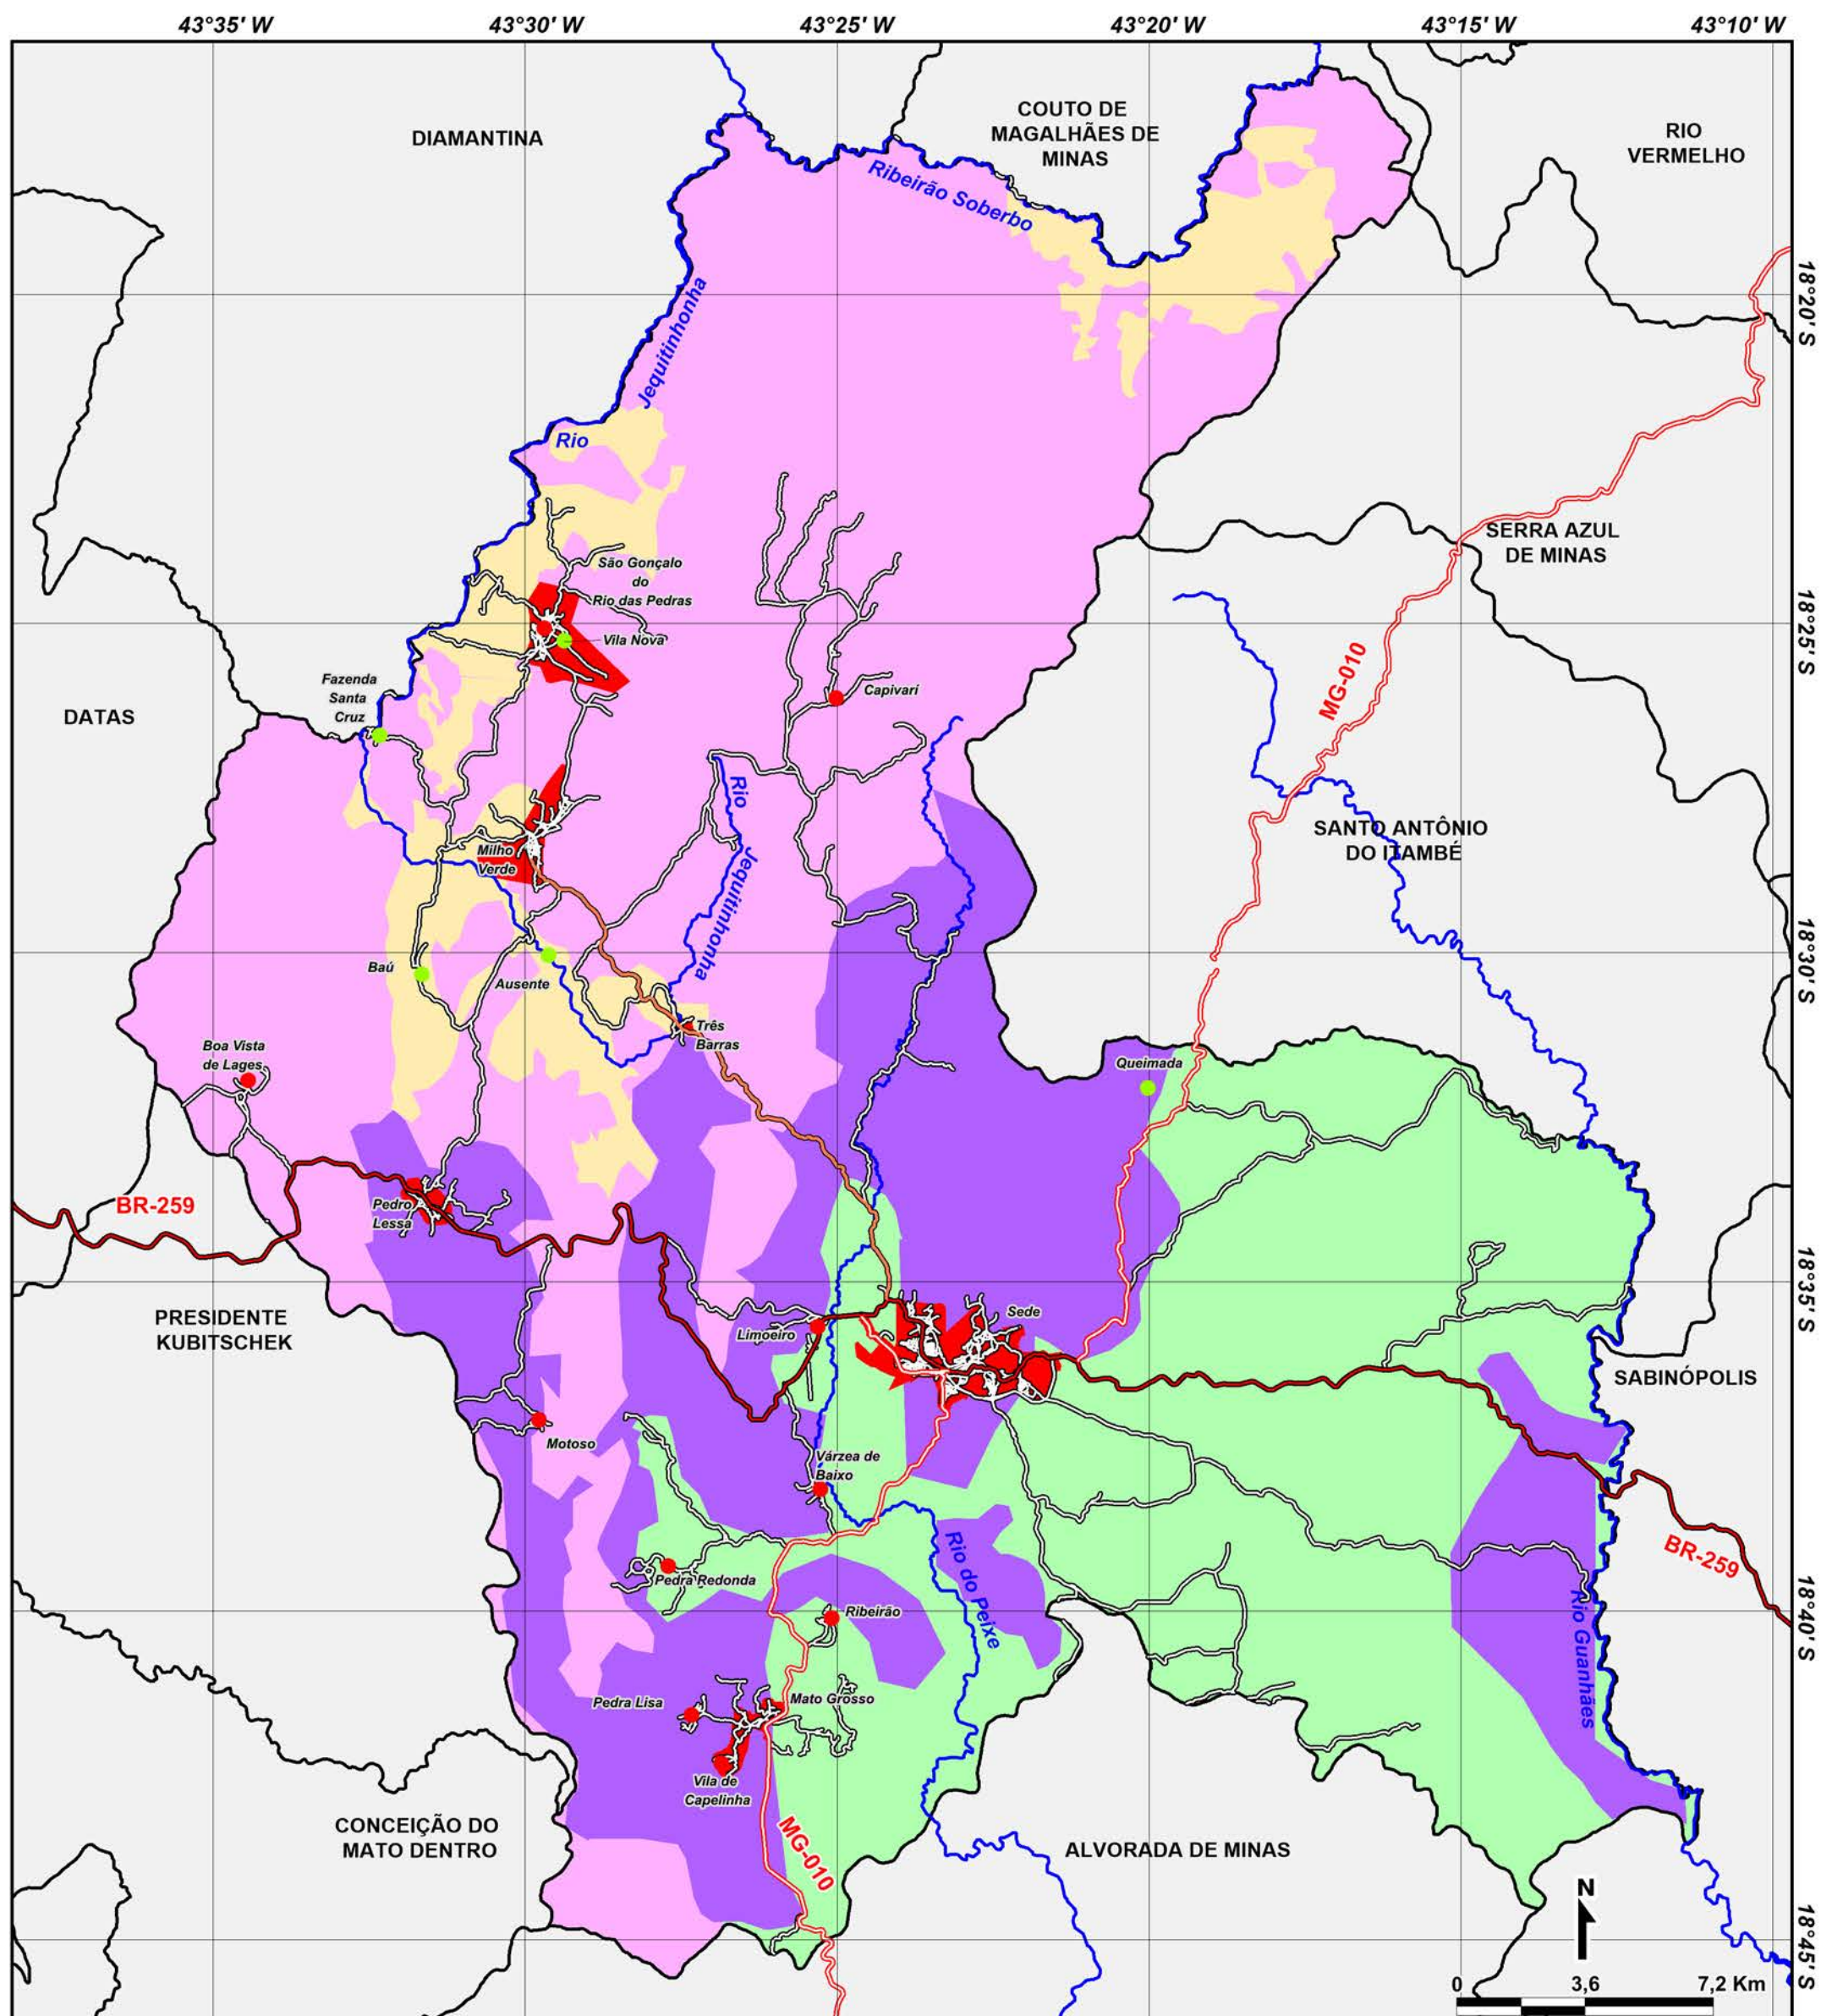 43°35' W
43°30' W
43°25' W
43°20' W
43°15' W
43°10' W
DIAMANTINA
COUTO DE
MAGALHÃES DE
MINAS
RIO
VERMELHO
Ribeirão Soberbo
18°20' S
Jequitinhonha
Rio
SERRA AZUL
DE MINAS
São Gonçalo
do
Rio das Pedras
Vila Nova
18°25' S
MG-010
Fazenda
Santa
Cruz
Capivari
DATAS
Rio
Jequitinhonha
SANTO ANTÔNIO
DO ITAMBÉ
Milho
Verde
18°30' S
Baú
Ausente
Três
Barras
Boa Vista
de Lages
Queimada
BR-259
Pedro
Lessa
18°35' S
PRESIDENTE
KUBITSCHEK
Sede
Limoeiro
SABINÓPOLIS
Motoso
Várzea de
Baixo
BR-259
Rio do Peixe
Pedra Redonda
Ribeirão
Rio Guanhães
18°40' S
Pedra Lisa
Mato Grosso
Vila de
Capelinha
CONCEIÇÃO DO
MATO DENTRO
MG-010
ALVORADA DE MINAS
N
18°45' S
0 3,6 7,2 Km